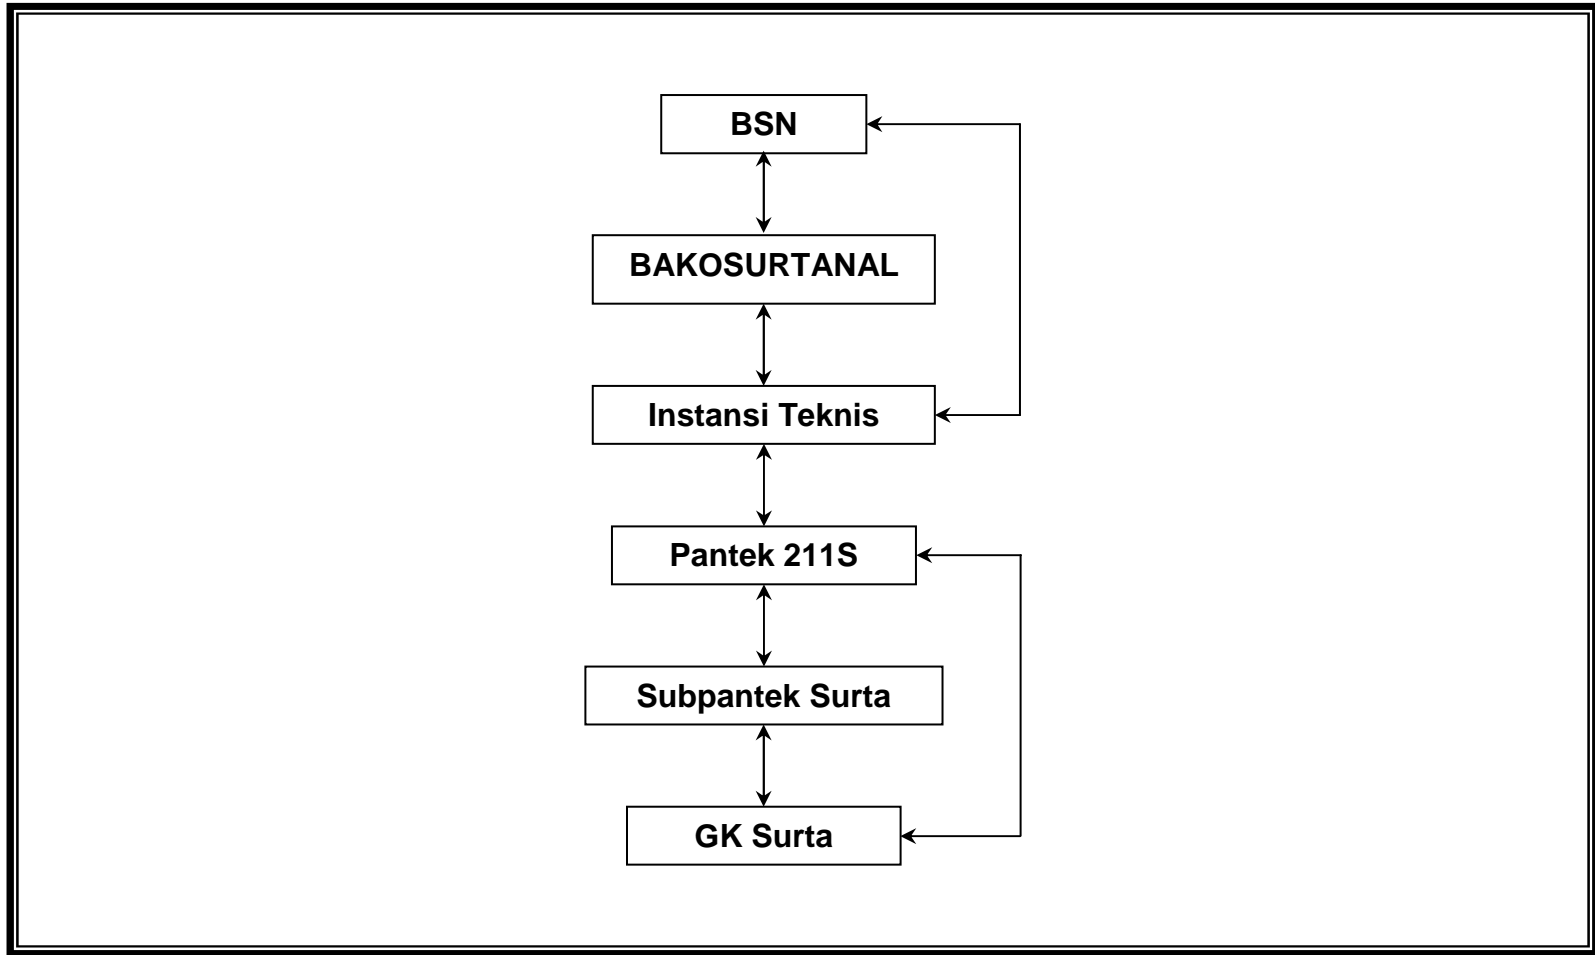 BSN
BAKOSURTANAL
Instansi Teknis
Pantek 211S
Subpantek Surta
GK Surta